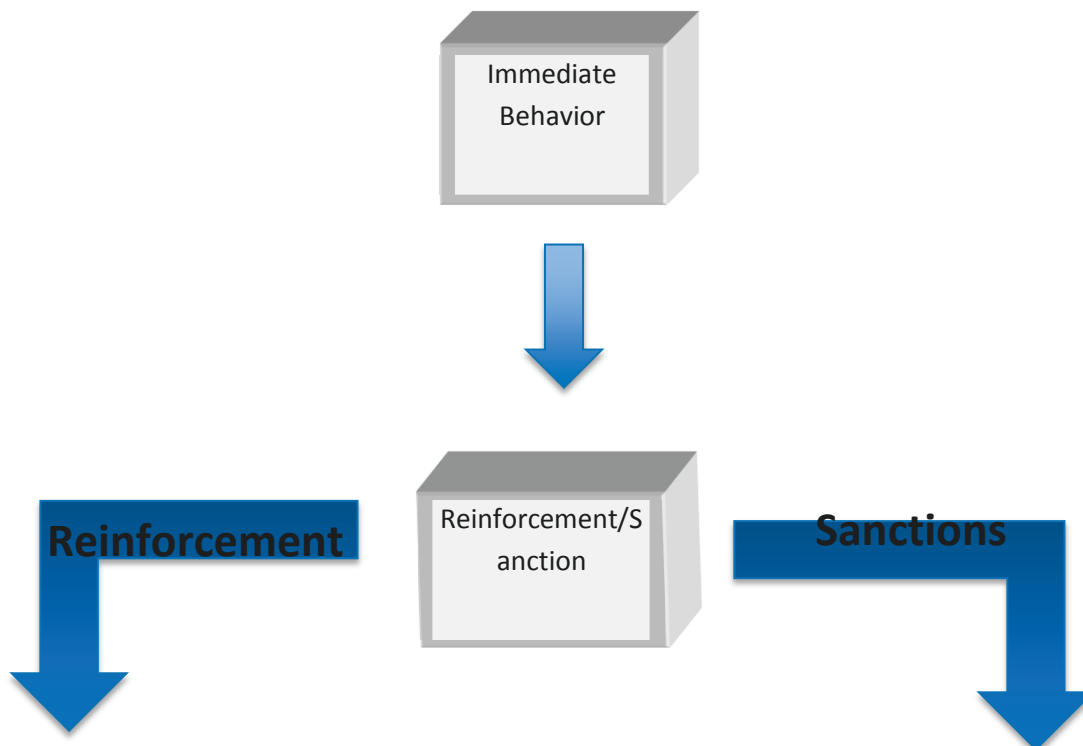 Immediate
Behavior
Reinforcement
Reinforcement/S
anction
Sanctions